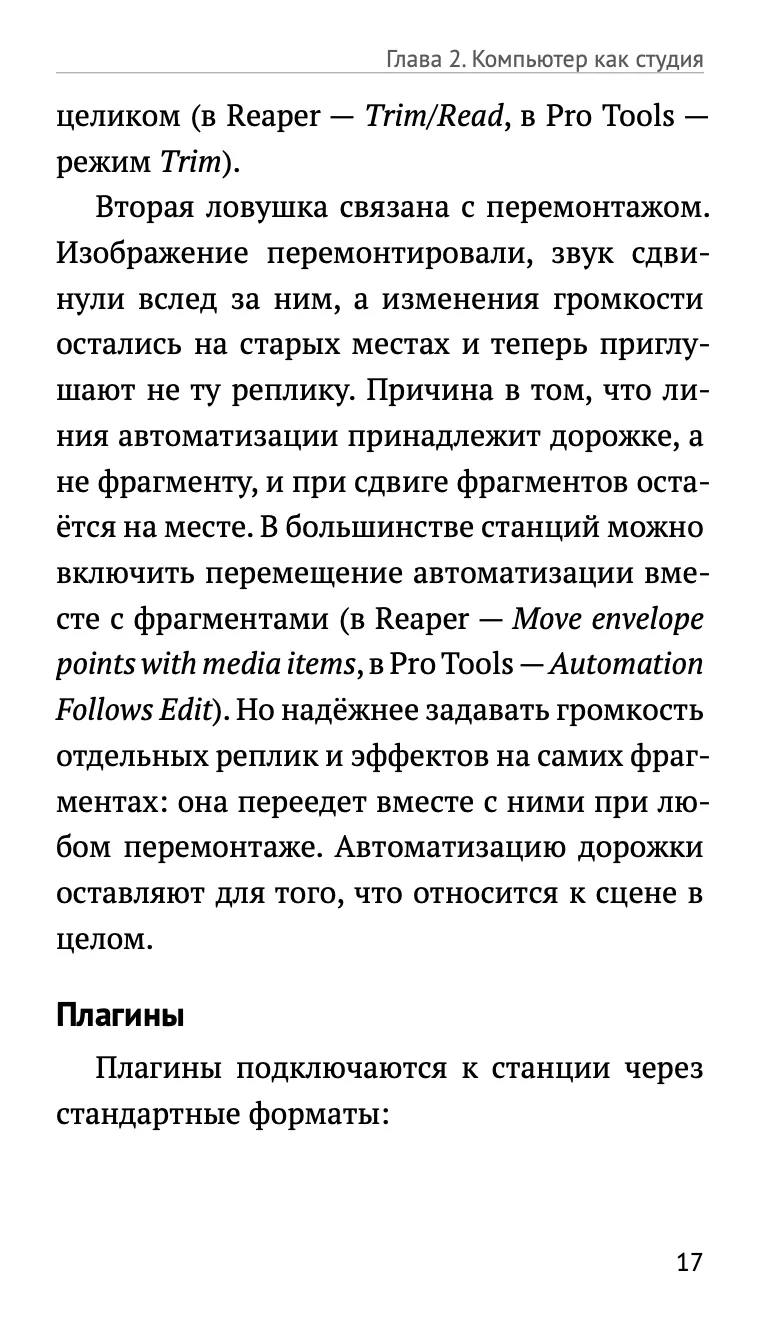 Глава 2. Компьютер как студия
целиком (в Reaper — Trim/Read, в Pro Tools —
режим Trim).
Вторая ловушка связана с перемонтажом.
Изображение перемонтировали, звук сдви-
нули вслед за ним, а изменения громкости
остались на старых местах и теперь приглу-
шают не ту реплику. Причина в том, что ли-
ния автоматизации принадлежит дорожке, а
не фрагменту, и при сдвиге фрагментов оста-
ётся на месте. В большинстве станций можно
включить перемещение автоматизации вме-
сте с фрагментами (в Reaper — Move envelope
points with media items, в Pro Tools — Automation
Follows Edit). Но надёжнее задавать громкость
отдельных реплик и эффектов на самих фраг-
ментах: она переедет вместе с ними при лю-
бом перемонтаже. Автоматизацию дорожки
оставляют для того, что относится к сцене в
целом.
Плагины
Плагины подключаются к станции через
стандартные форматы:
17